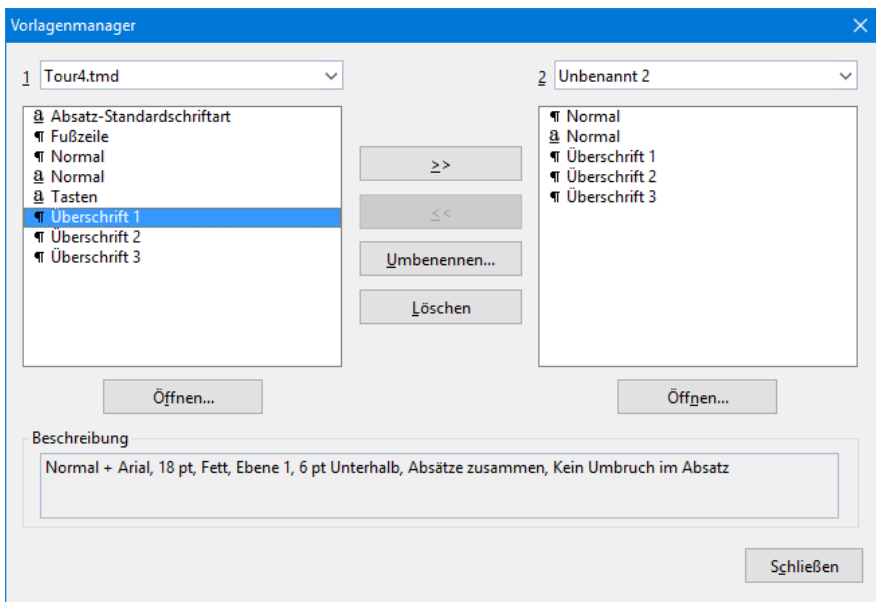 Vorlagenmanager
1 Tour4.tmd
a Absatz-Standardschriftart
¶ Fußzeile
¶ Normal
a Normal
a Tasten
¶ Überschrift 1
¶ Überschrift 2
¶ Überschrift 3
Öffnen...
>>
<<
Umbenennen...
Löschen
2 Unbenannt 2
¶ Normal
a Normal
¶ Überschrift 1
¶ Überschrift 2
¶ Überschrift 3
Öffnen...
Beschreibung
Normal + Arial, 18 pt, Fett, Ebene 1, 6 pt Unterhalb, Absätze zusammen, Kein Umbruch im Absatz
Schließen